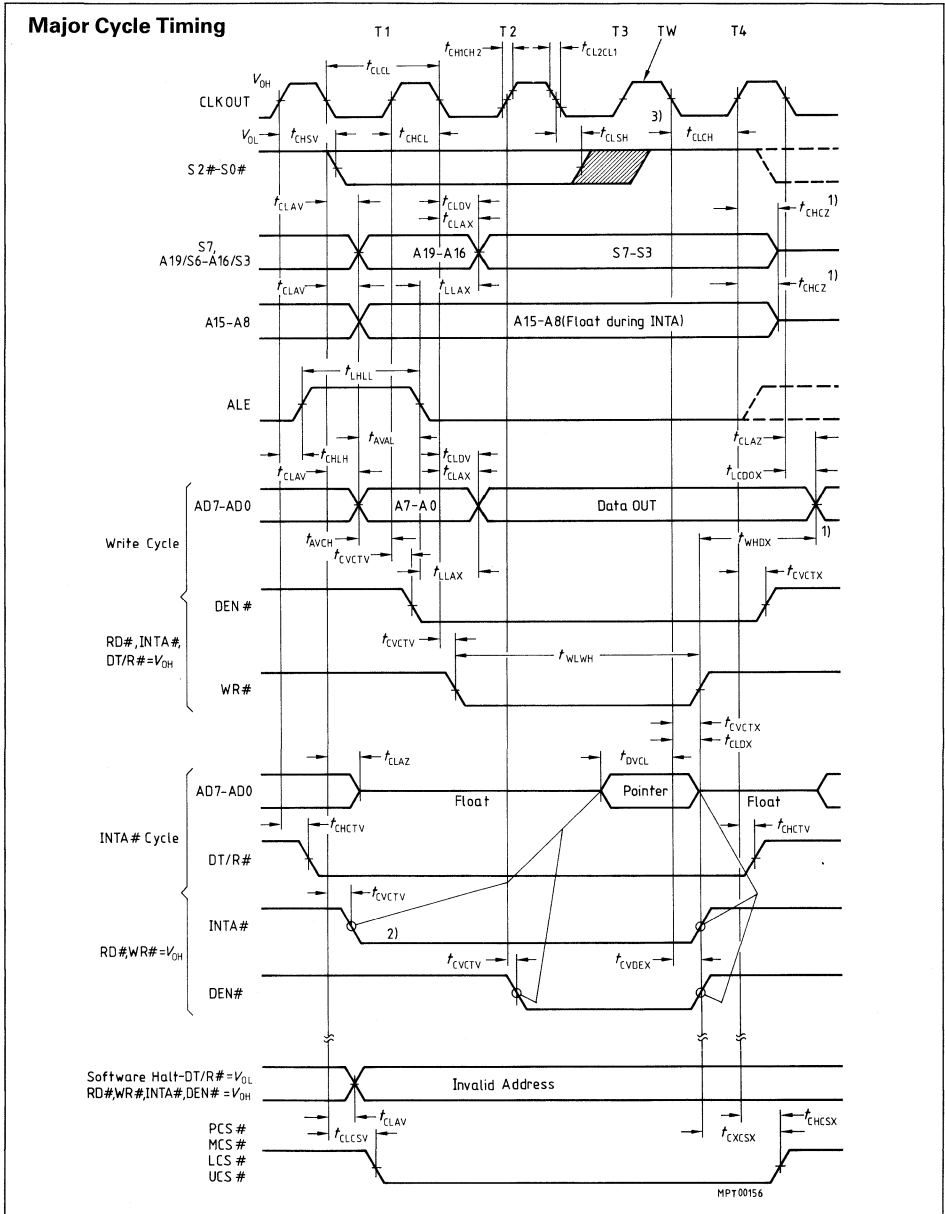 Major Cycle Timing
T1 T2 T3 TW T4
tCH1CH2 tCL2CL1
tCLCL
VOH
CLKOUT
3)
VOL tCHSV tCHCL tCLSH tCLCH
S2#-S0#
tCLAV tCLDV tCHCZ 1)
tCLAX
S7,
A19/S6-A16/S3
A19-A16 S7-S3
tCLAV tLLAX tCHCZ 1)
A15-A8
A15-A8(Float during INTA)
tLHLL
ALE
tAVAL tCLDV tCLAZ
tCHLH
tCLAV tCLAX tLCDOX
AD7-AD0 A7-A0 Data OUT
Write Cycle
tAVCH tWHDX 1)
tCVCTV
tLLAX tCVCTX
DEN #
tCVCTV tWLWH
RD#,INTA#,
DT/R#=VOH
WR#
tCVCTX
tCLDX
tCLAZ tDVCL
AD7-AD0 Float Pointer Float
INTA# Cycle
tCHCTV tCHCTV
DT/R#
tCVCTV
INTA#
2)
RD#,WR#=VOH
tCVCTV tCVDEX
DEN#
Software Halt-DT/R#=VOL
RD#,WR#,INTA#,DEN#=VOH
Invalid Address
tCLAV tCHCSX
tCLCSV tCXCSX
PCS #
MCS #
LCS #
UCS #
MPT00156